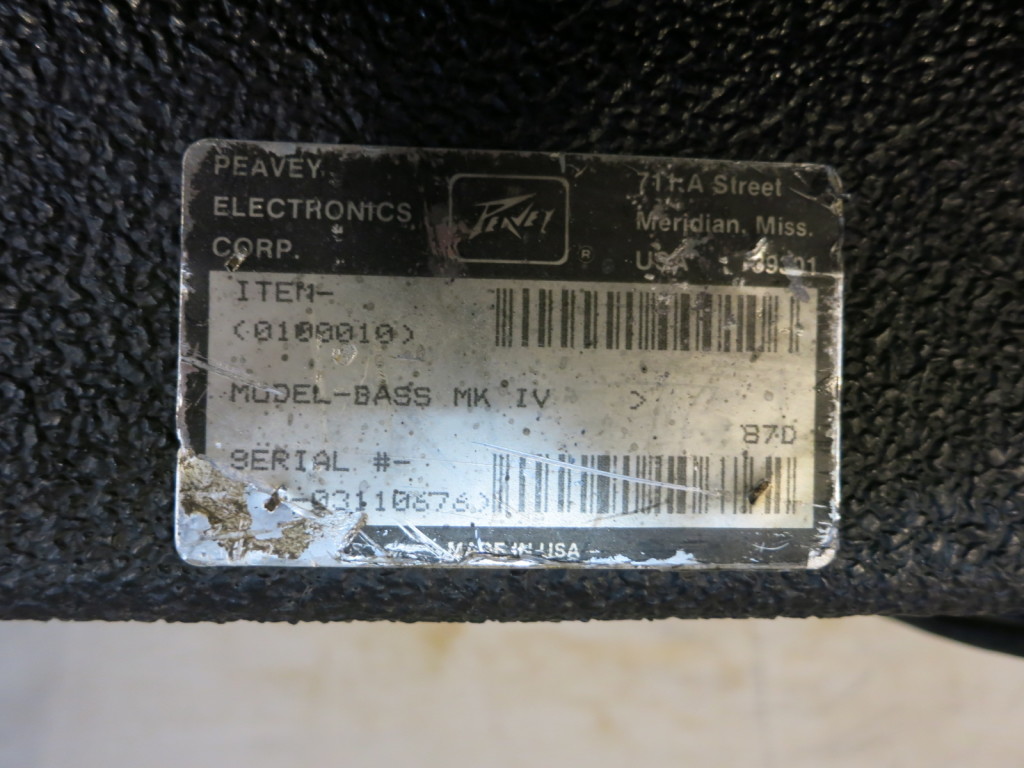 PEAVEY
ELECTRONICS
CORP.
PEAVEY
®
711 A Street
Meridian, Miss.
USA
ITEM-
(0100010)
MODEL-BASS MK IV >
87D
SERIAL #-
-03110676)
MADE IN USA